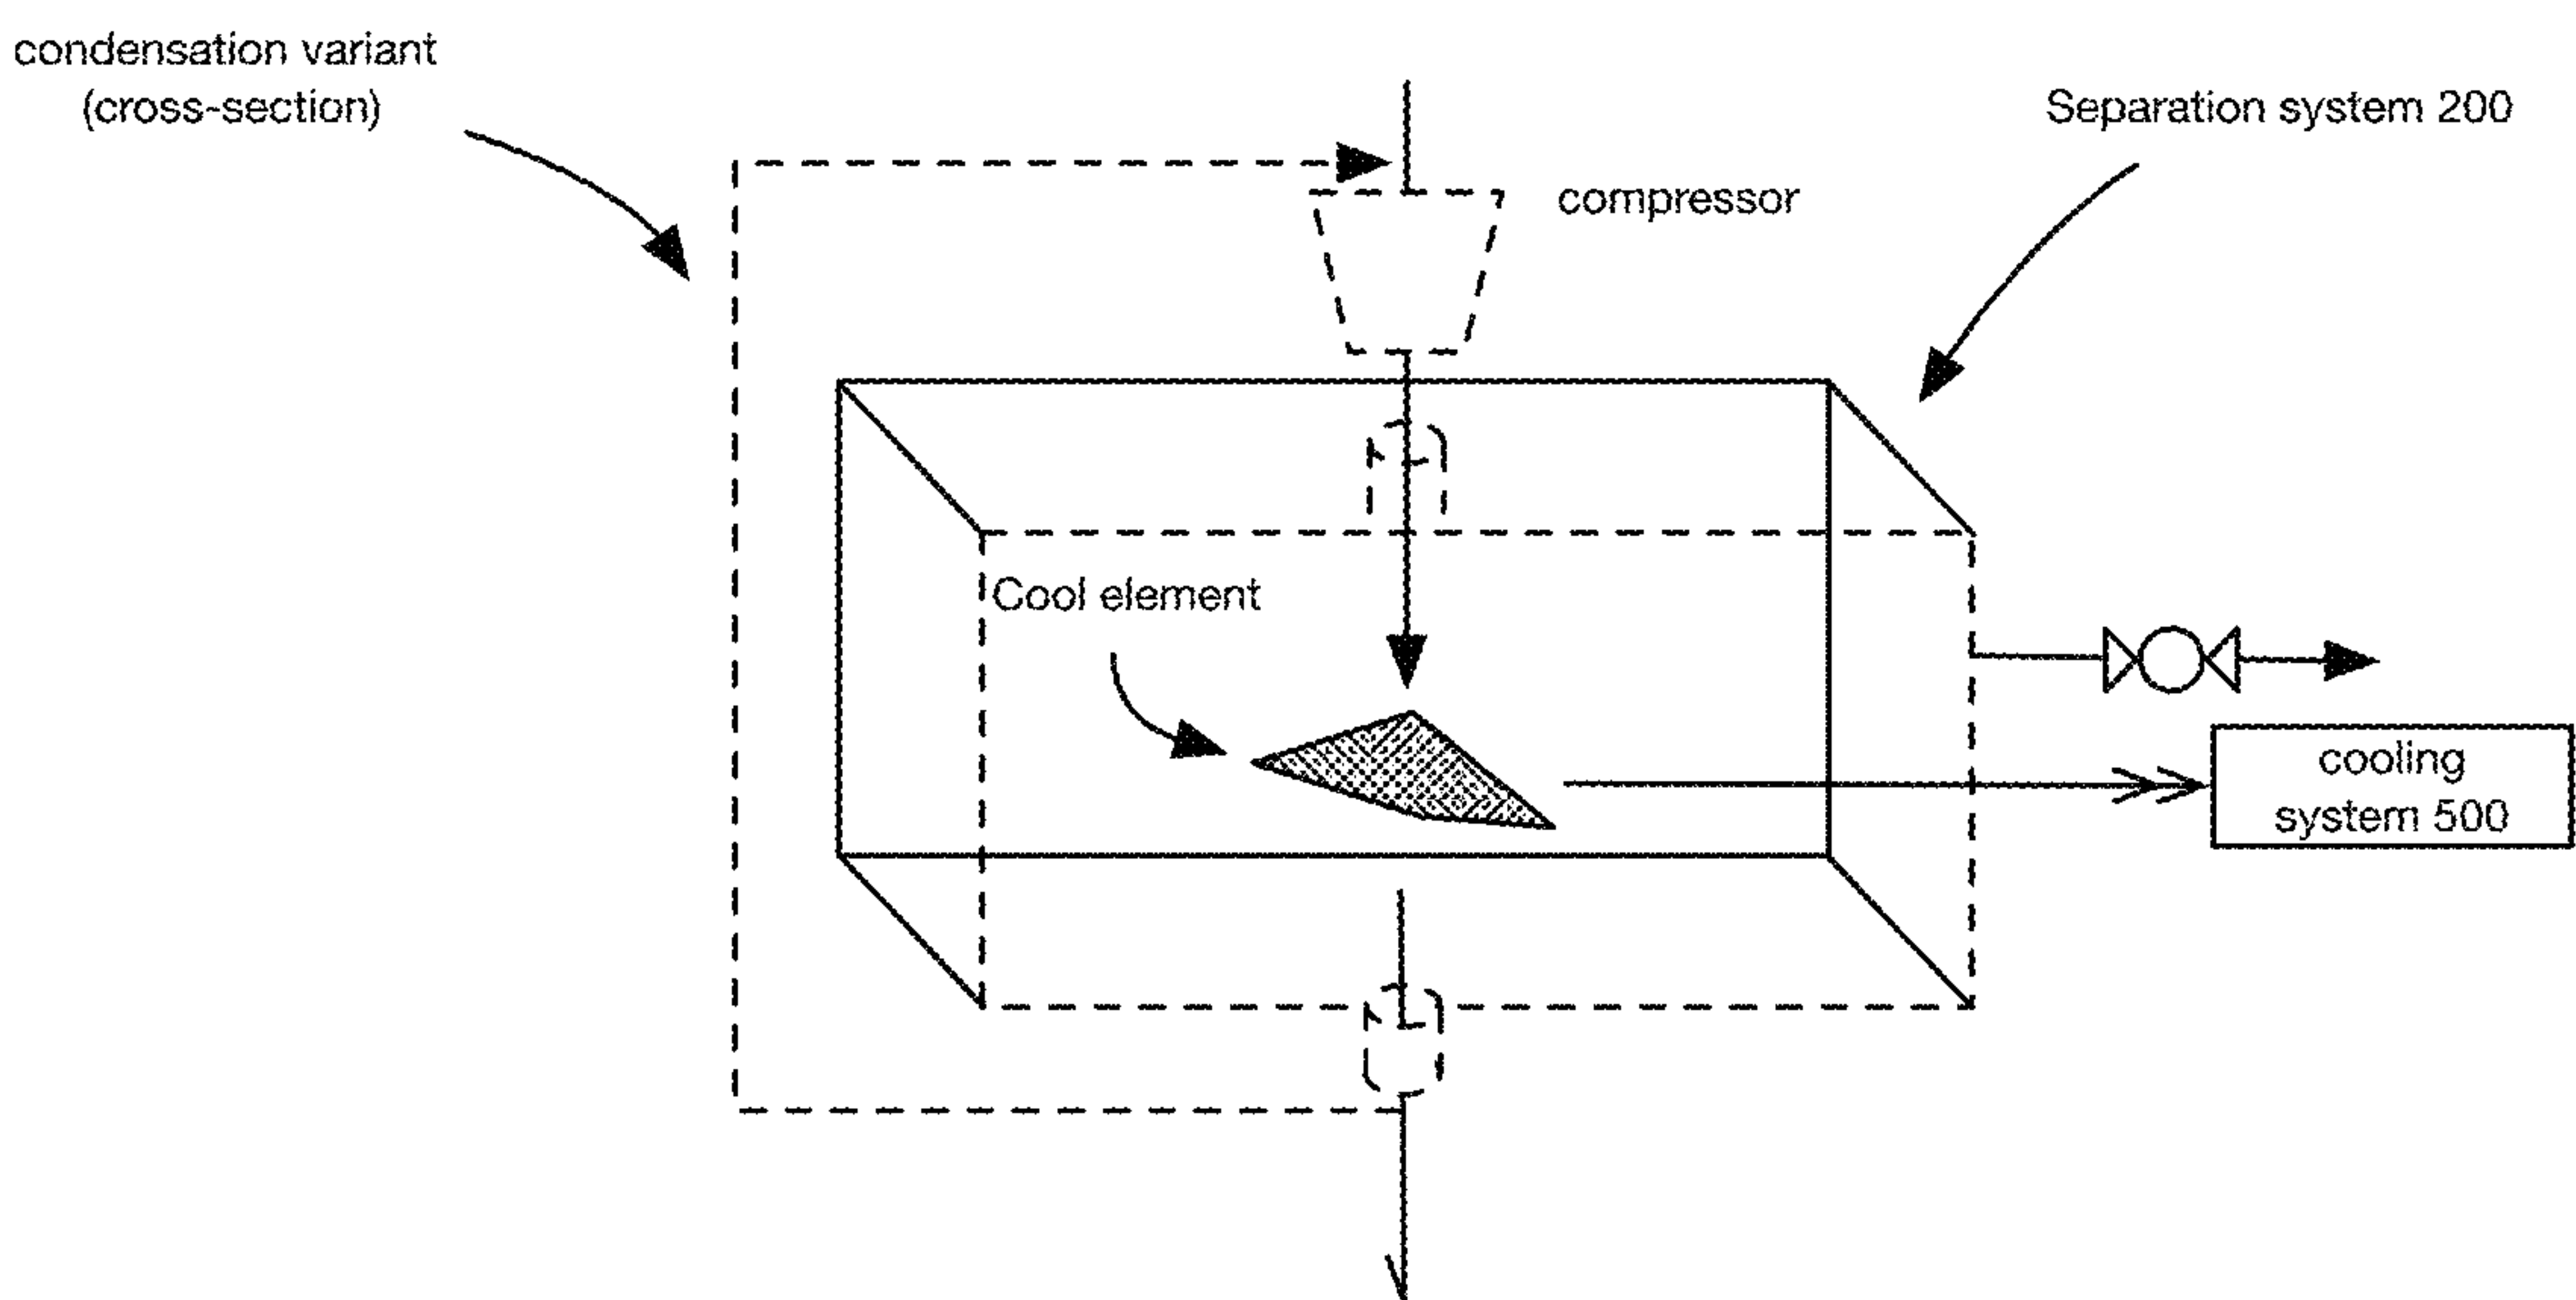 condensation variant
(cross-section)
Separation system 200
compressor
Cool element
cooling
system 500